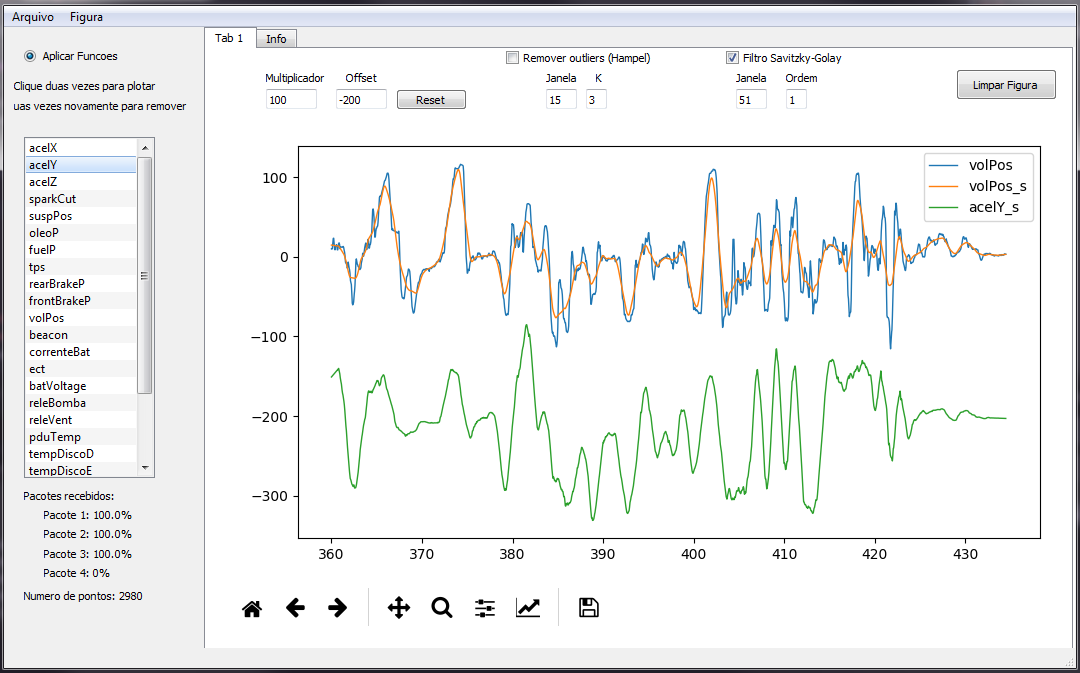 Arquivo Figura
Tab 1 Info
Aplicar Funcoes
Clique duas vezes para plotar
uas vezes novamente para remover
Remover outliers (Hampel)
Filtro Savitzky-Golay
Multiplicador Offset
Janela K
Janela Ordem
100 -200 Reset
15 3
51 1
Limpar Figura
acelX
acelY
acelZ
sparkCut
suspPos
oleoP
fuelP
tps
rearBrakeP
frontBrakeP
volPos
beacon
correnteBat
ect
batVoltage
releBomba
releVent
pduTemp
tempDiscoD
tempDiscoE
Pacotes recebidos:
Pacote 1: 100.0%
Pacote 2: 100.0%
Pacote 3: 100.0%
Pacote 4: 0%
Numero de pontos: 2980
volPos
volPos_s
acelY_s
100
0
−100
−200
−300
360 370 380 390 400 410 420 430